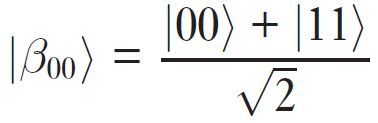 |β₀₀⟩ = |00⟩ + |11⟩ / √2